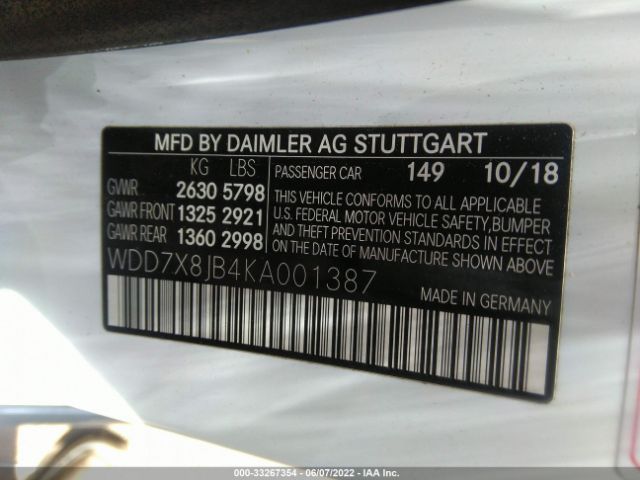 MFD BY DAIMLER AG STUTTGART
KG LBS
GVWR 2630 5798
GAWR FRONT 1325 2921
GAWR REAR 1360 2998
PASSENGER CAR 149 10/18
THIS VEHICLE CONFORMS TO ALL APPLICABLE
U.S. FEDERAL MOTOR VEHICLE SAFETY, BUMPER
AND THEFT PREVENTION STANDARDS IN EFFECT
ON THE DATE OF MANUFACTURE SHOWN ABOVE.
WDD7X8JB4KA001387
MADE IN GERMANY
000-33267354 - 06/07/2022 - IAA Inc.